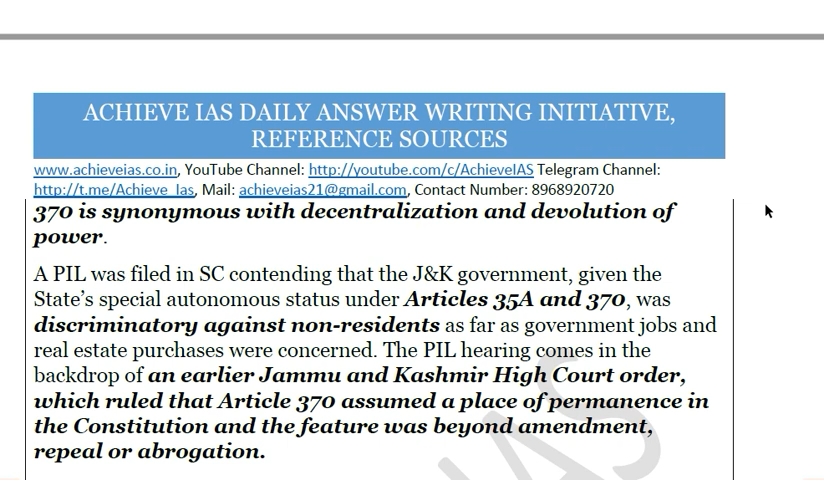 ACHIEVE IAS DAILY ANSWER WRITING INITIATIVE,
REFERENCE SOURCES
www.achieveias.co.in, YouTube Channel: http://youtube.com/c/AchieveIAS Telegram Channel:
http://t.me/Achieve_Ias, Mail: achieveias21@gmail.com, Contact Number: 8968920720
370 is synonymous with decentralization and devolution of
power.
A PIL was filed in SC contending that the J&K government, given the
State’s special autonomous status under Articles 35A and 370, was
discriminatory against non-residents as far as government jobs and
real estate purchases were concerned. The PIL hearing comes in the
backdrop of an earlier Jammu and Kashmir High Court order,
which ruled that Article 370 assumed a place of permanence in
the Constitution and the feature was beyond amendment,
repeal or abrogation.
IAS